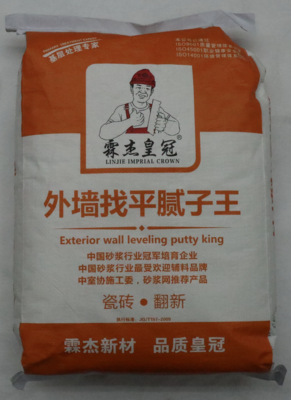 基层处理专家
霖杰皇冠®
LINJIE IMPRIAL CROWN
外墙找平腻子王
Exterior wall leveling putty king
中国砂浆行业冠军培育企业
中国砂浆行业最受欢迎辅料品牌
中室协施工委，砂浆网推荐产品
瓷砖·翻新
霖杰新材 品质皇冠